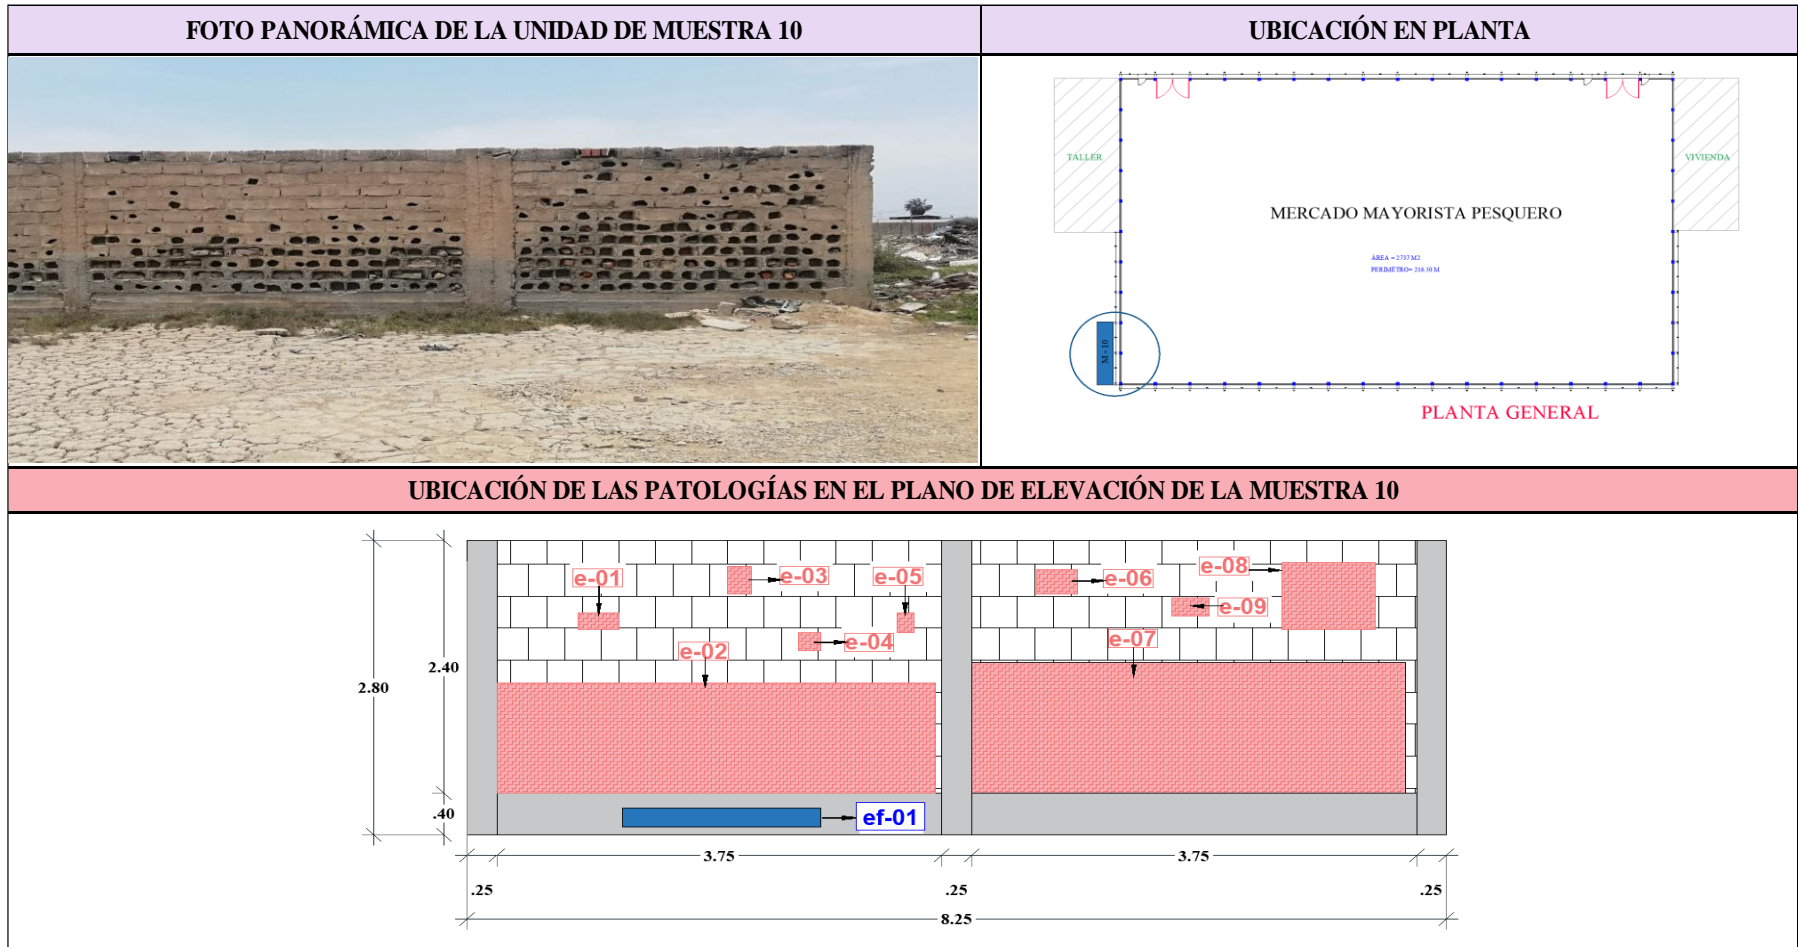 FOTO PANORÁMICA DE LA UNIDAD DE MUESTRA 10
UBICACIÓN EN PLANTA
TALLER
VIVIENDA
MERCADO MAYORISTA PESQUERO
ÁREA = 2737 M2
M - 10
PLANTA GENERAL
UBICACIÓN DE LAS PATOLOGÍAS EN EL PLANO DE ELEVACIÓN DE LA MUESTRA 10
e-01
e-03
e-05
e-06
e-08
e-09
e-04
e-02
e-07
2.40
2.80
.40
ef-01
3.75
3.75
.25
.25
.25
8.25